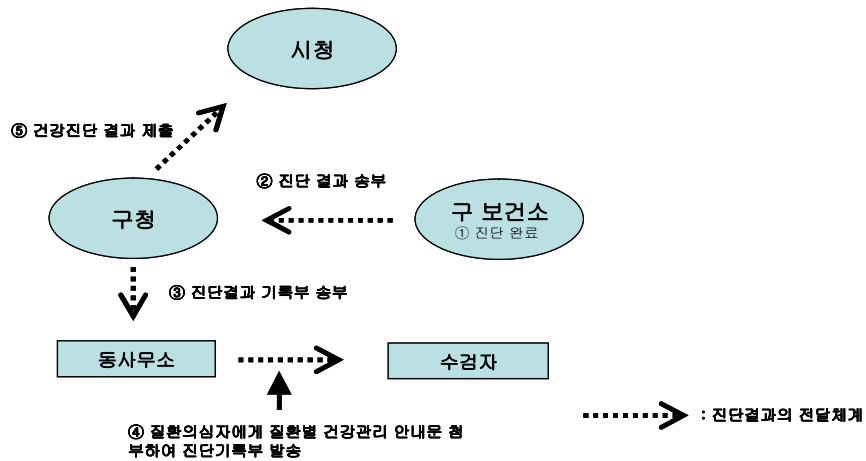 시청
⑤ 건강진단 결과 제출
② 진단 결과 송부
구청
구 보건소
① 진단 완료
③ 진단결과 기록부 송부
동사무소
수검자
④ 질환의심자에게 질환별 건강관리 안내문 첨
부하여 진단기록부 발송
: 진단결과의 전달체계